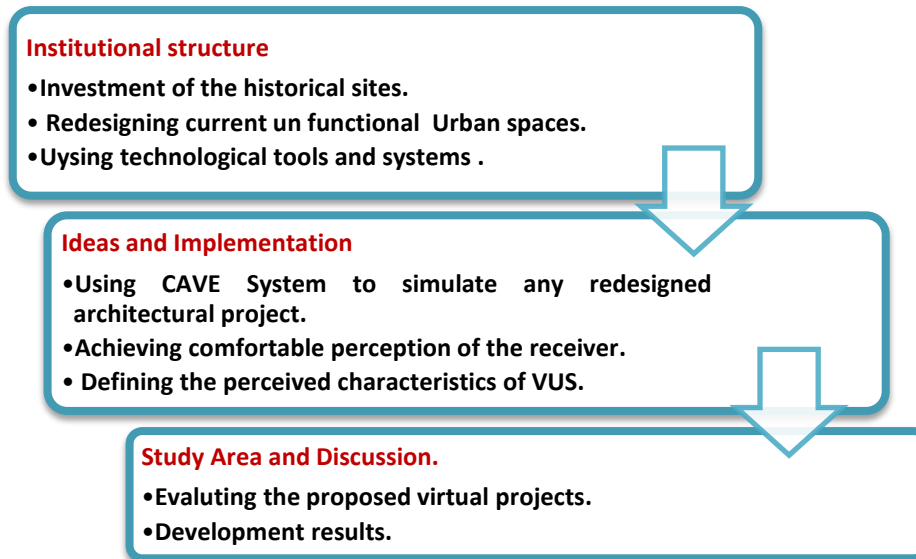 Institutional structure
•Investment of the historical sites.
• Redesigning current un functional Urban spaces.
•Uysing technological tools and systems .
Ideas and Implementation
•Using CAVE System to simulate any redesigned
architectural project.
•Achieving comfortable perception of the receiver.
• Defining the perceived characteristics of VUS.
Study Area and Discussion.
•Evaluting the proposed virtual projects.
•Development results.